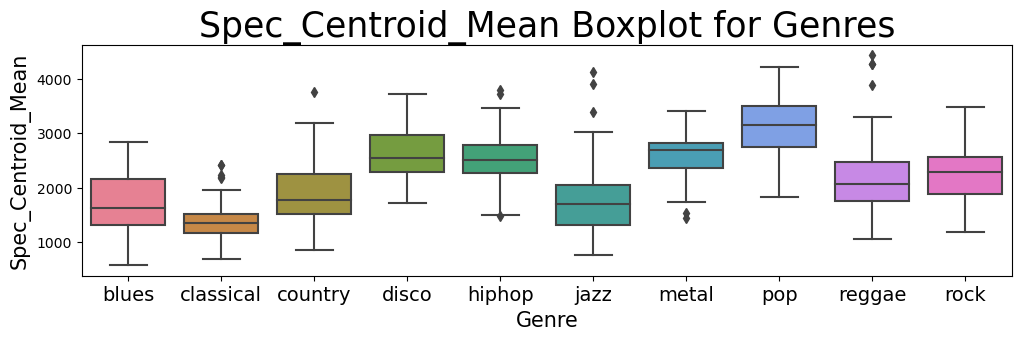 Spec_Centroid_Mean Boxplot for Genres
Spec_Centroid_Mean
4000
3000
2000
1000
blues classical country disco hiphop jazz metal pop reggae rock
Genre